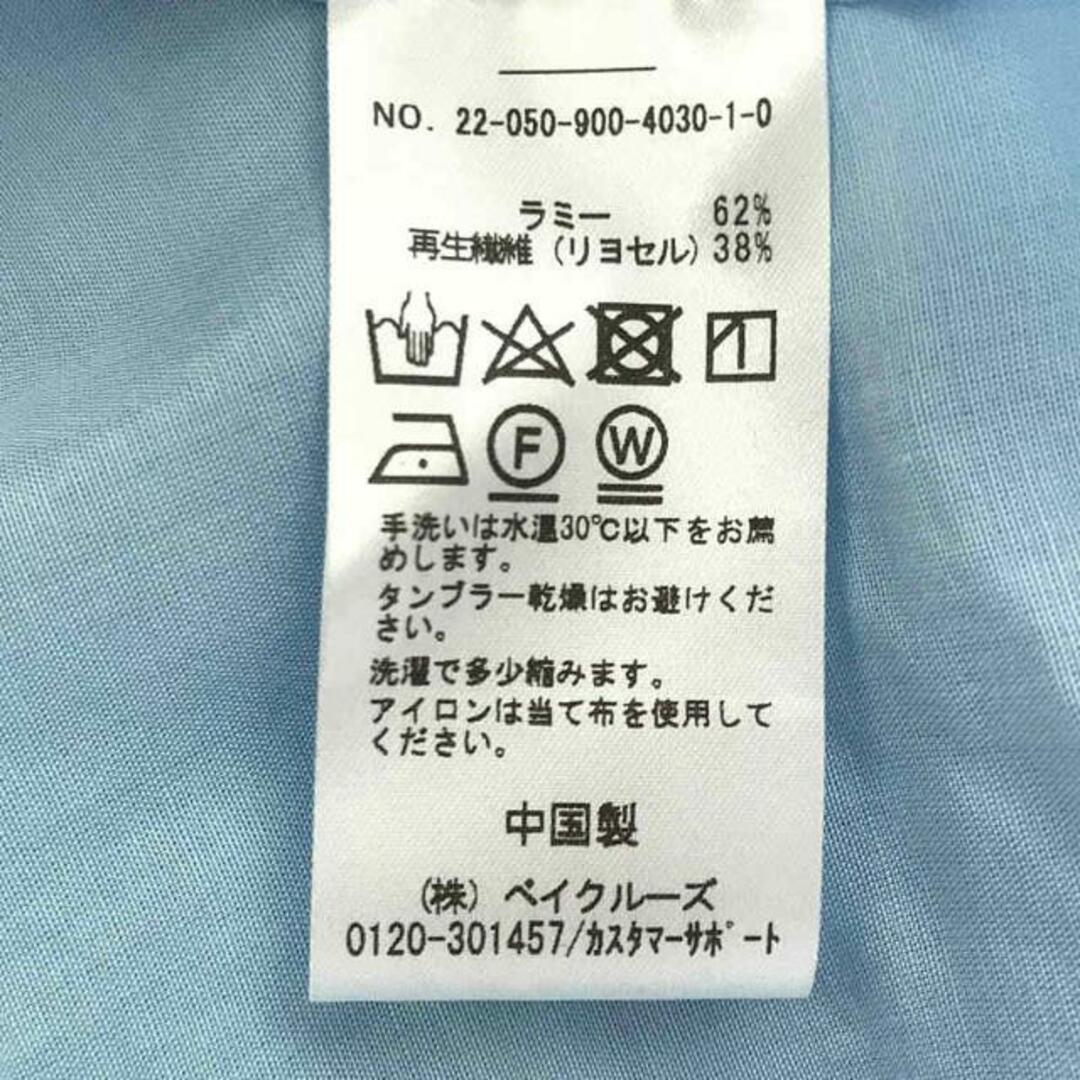 NO. 22-050-900-4030-1-0
ラミー 62%
再生繊維 (リヨセル) 38%
F W
手洗いは水温30℃以下をお薦
めします。
タンブラー乾燥はお避けくだ
さい。
洗濯で多少縮みます。
アイロンは当て布を使用して
ください。
中国製
(株) ベイクルーズ
0120-301457/カスタマーサポート